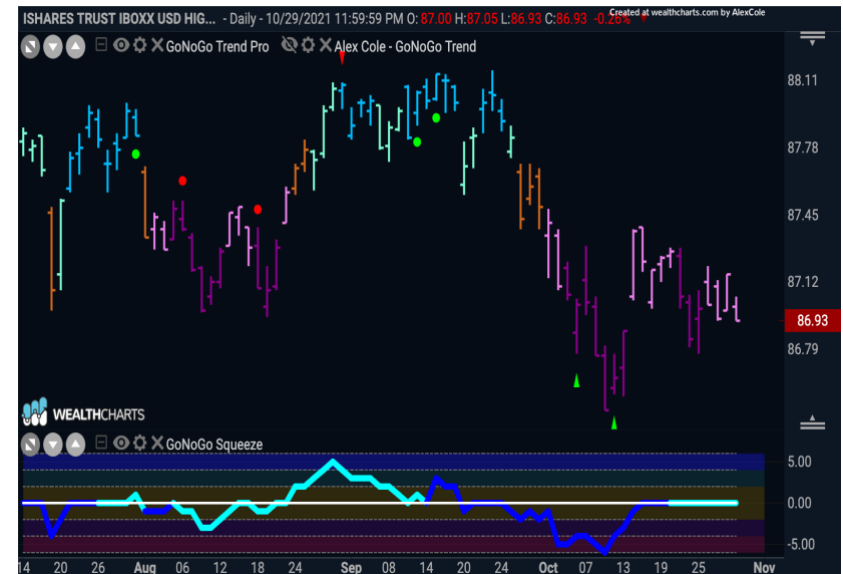 ISHARES TRUST IBOXX USD HIG... - Daily - 10/29/2021 11:59:59 PM O: 87.00 H:87.05 L:86.93 C:86.93 -0.26%
Created at wealthcharts.com by AlexCole
GoNoGo Trend Pro Alex Cole - GoNoGo Trend
88.11
87.78
87.45
87.12
86.93
86.79
WEALTHCHARTS
GoNoGo Squeeze
5.00
0.00
-5.00
14 20 26 Aug 06 12 18 24 Sep 08 14 20 24 Oct 07 13 19 25 Nov